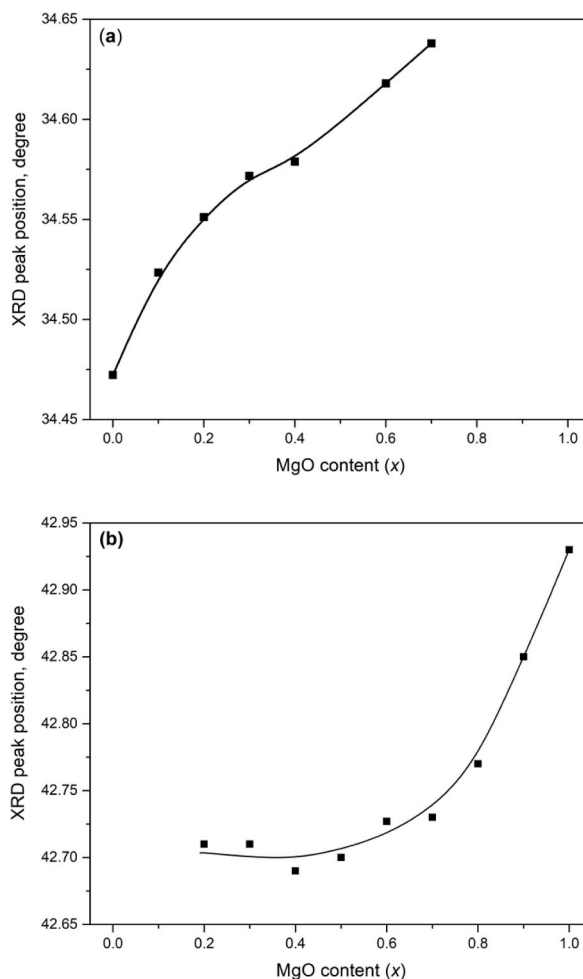 (a)
34.65
34.60
34.55
34.50
34.45
XRD peak position, degree
0.0 0.2 0.4 0.6 0.8 1.0
MgO content (x)
(b)
42.95
42.90
42.85
42.80
42.75
42.70
42.65
XRD peak position, degree
0.0 0.2 0.4 0.6 0.8 1.0
MgO content (x)